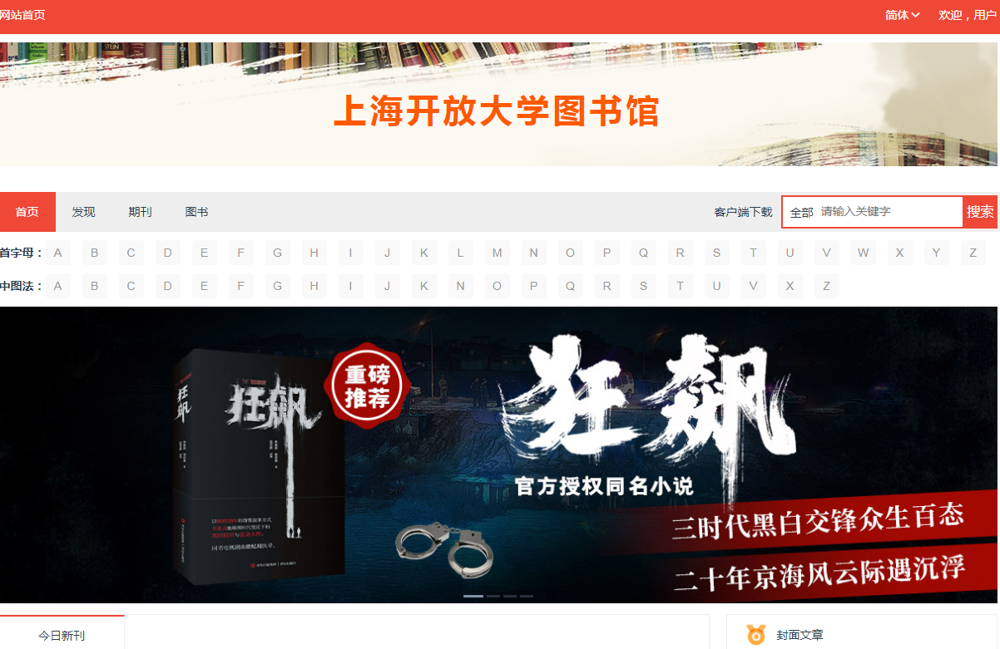 网站首页 简体 欢迎，用户
上海开放大学图书馆
首页 发现 期刊 图书 客户端下载 全部 请输入关键字 搜索
首字母： A B C D E F G H I J K L M N O P Q R S T U V W X Y Z
中图法： A B C D E F G H I J K N O P Q R S T U V X Z
重磅
推荐
狂飙
狂飙
狂飙
官方授权同名小说
三时代黑白交锋众生百态
二十年京海风云际遇沉浮
今日新刊 封面文章